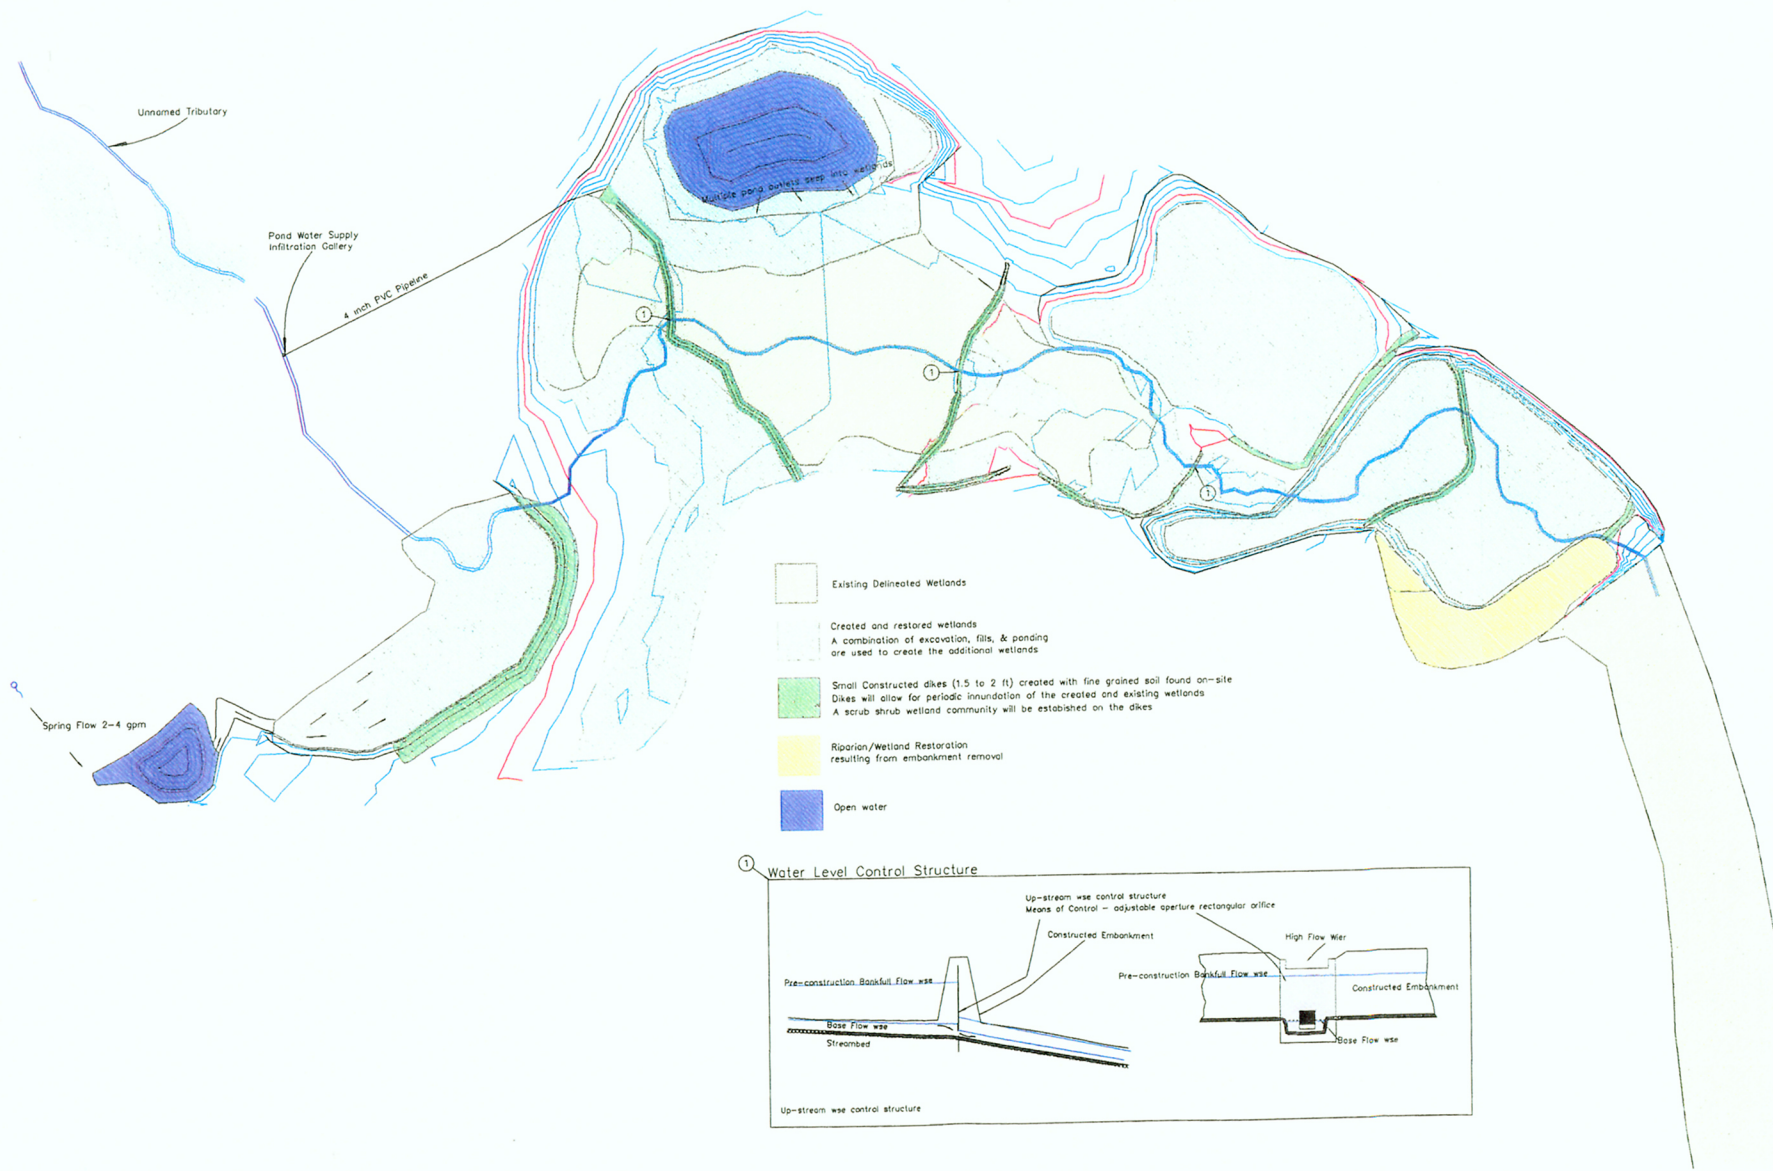 Unnamed Tributary
Pond Water Supply
Infiltration Gallery
4 inch PVC Pipeline
Multiple pond outlets seep into wetlands
1
1
1
Spring Flow 2-4 gpm
Existing Delineated Wetlands
Created and restored wetlands
A combination of excavation, fills, & ponding
are used to create the additional wetlands
Small Constructed dikes (1.5 to 2 ft) created with fine grained soil found on-site
Dikes will allow for periodic innundation of the created and existing wetlands
A scrub shrub wetland community will be estabished on the dikes
Riparian/Wetland Restoration
resulting from embankment removal
Open water
1
Water Level Control Structure
Up-stream wse control structure
Means of Control - adjustable aperture rectangular orifice
Constructed Embankment
High Flow Wier
Pre-construction Bankfull Flow wse
Pre-construction Bankfull Flow wse
Constructed Embankment
Base Flow wse
Streambed
Base Flow wse
Up-stream wse control structure